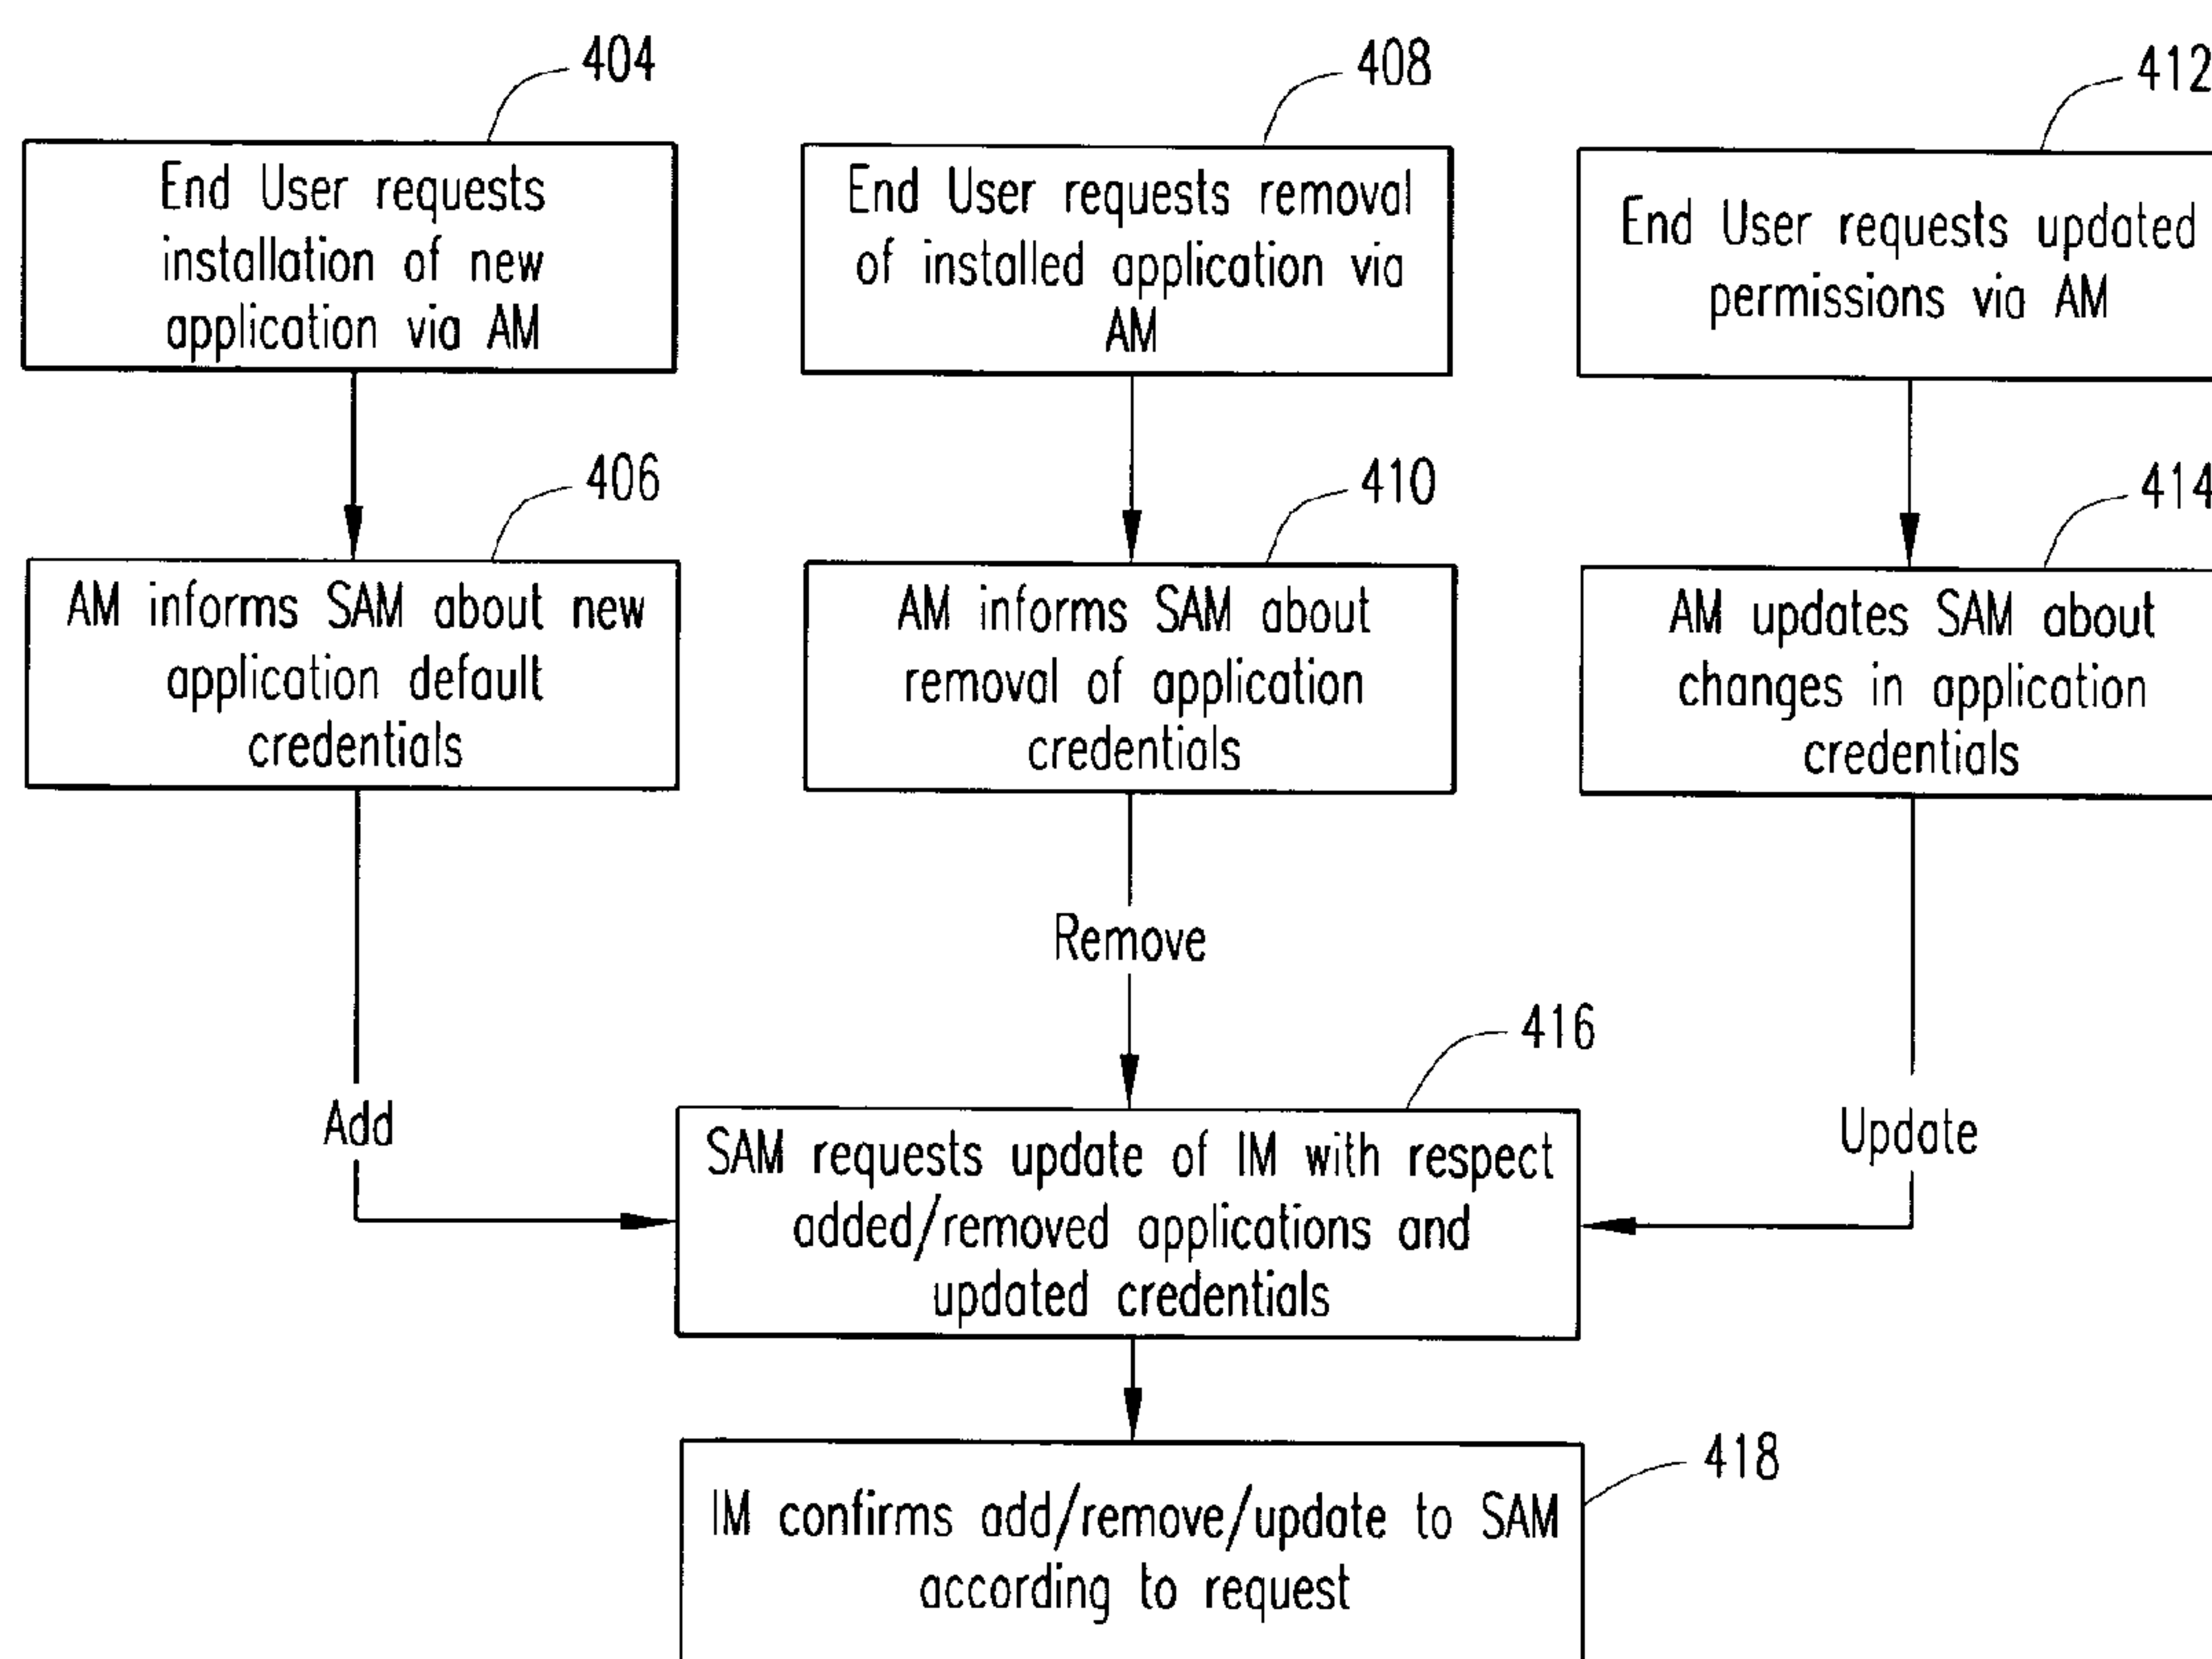 404
End User requests
installation of new
application via AM
408
End User requests removal
of installed application via
AM
412
End User requests updated
permissions via AM
406
AM informs SAM about new
application default
credentials
410
AM informs SAM about
removal of application
credentials
414
AM updates SAM about
changes in application
credentials
Remove
Add
Update
416
SAM requests update of IM with respect
added/removed applications and
updated credentials
418
IM confirms add/remove/update to SAM
according to request